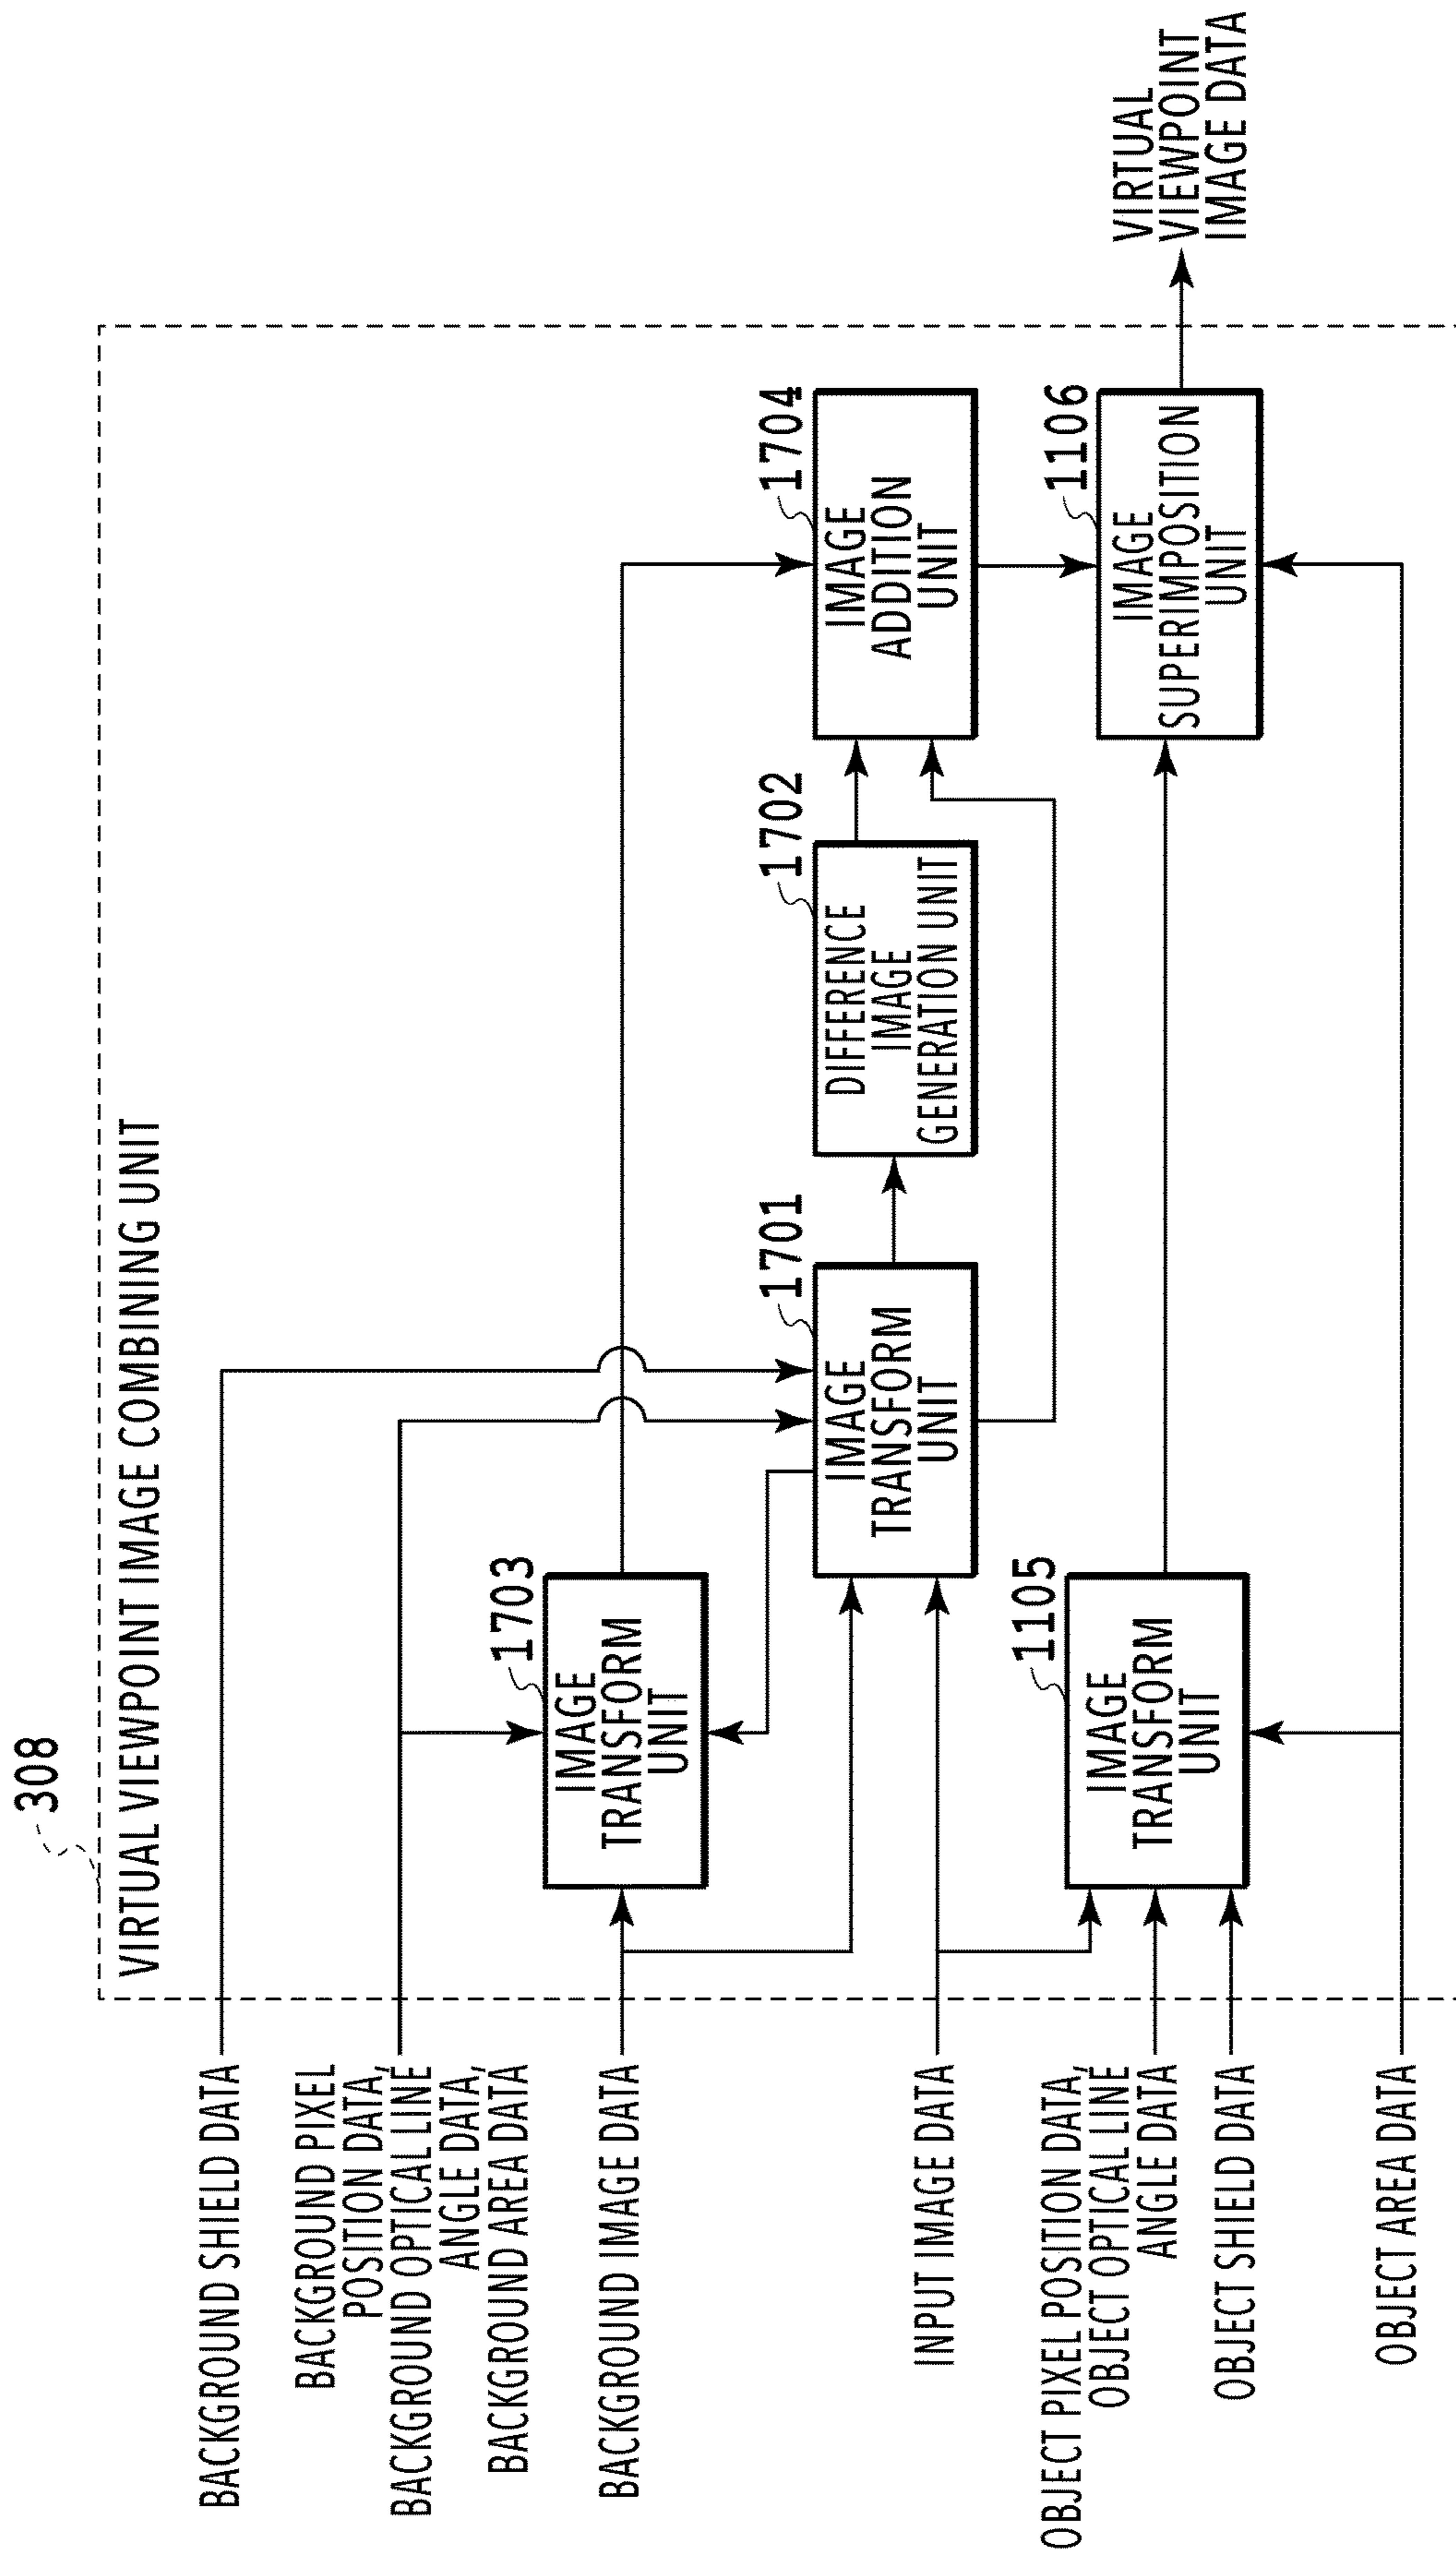 308
VIRTUAL VIEWPOINT IMAGE COMBINING UNIT
BACKGROUND SHIELD DATA
BACKGROUND PIXEL
POSITION DATA,
BACKGROUND OPTICAL LINE
ANGLE DATA,
BACKGROUND AREA DATA
BACKGROUND IMAGE DATA
INPUT IMAGE DATA
OBJECT PIXEL POSITION DATA,
OBJECT OPTICAL LINE
ANGLE DATA
OBJECT SHIELD DATA
OBJECT AREA DATA
1703
IMAGE
TRANSFORM
UNIT
1701
IMAGE
TRANSFORM
UNIT
1702
DIFFERENCE
IMAGE
GENERATION UNIT
1704
IMAGE
ADDITION
UNIT
1105
IMAGE
TRANSFORM
UNIT
1106
IMAGE
SUPERIMPOSITION
UNIT
VIRTUAL
VIEWPOINT
IMAGE DATA